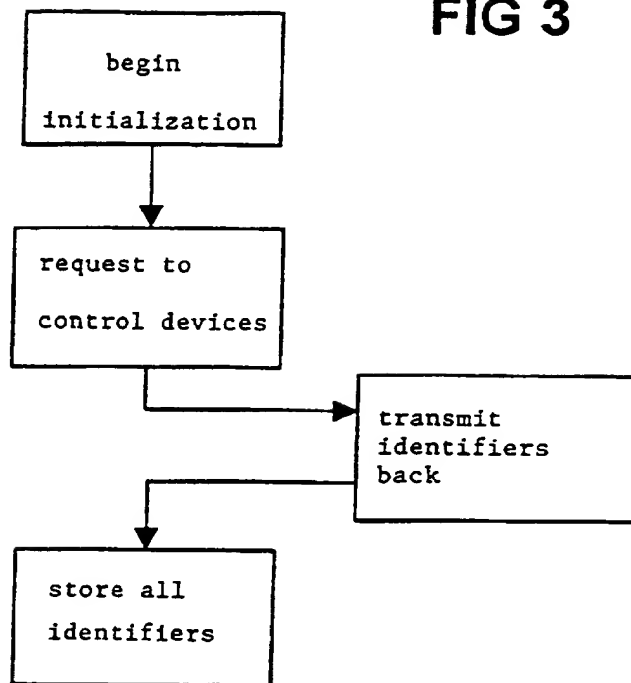 FIG 3
begin
initialization
request to
control devices
transmit
identifiers
back
store all
identifiers